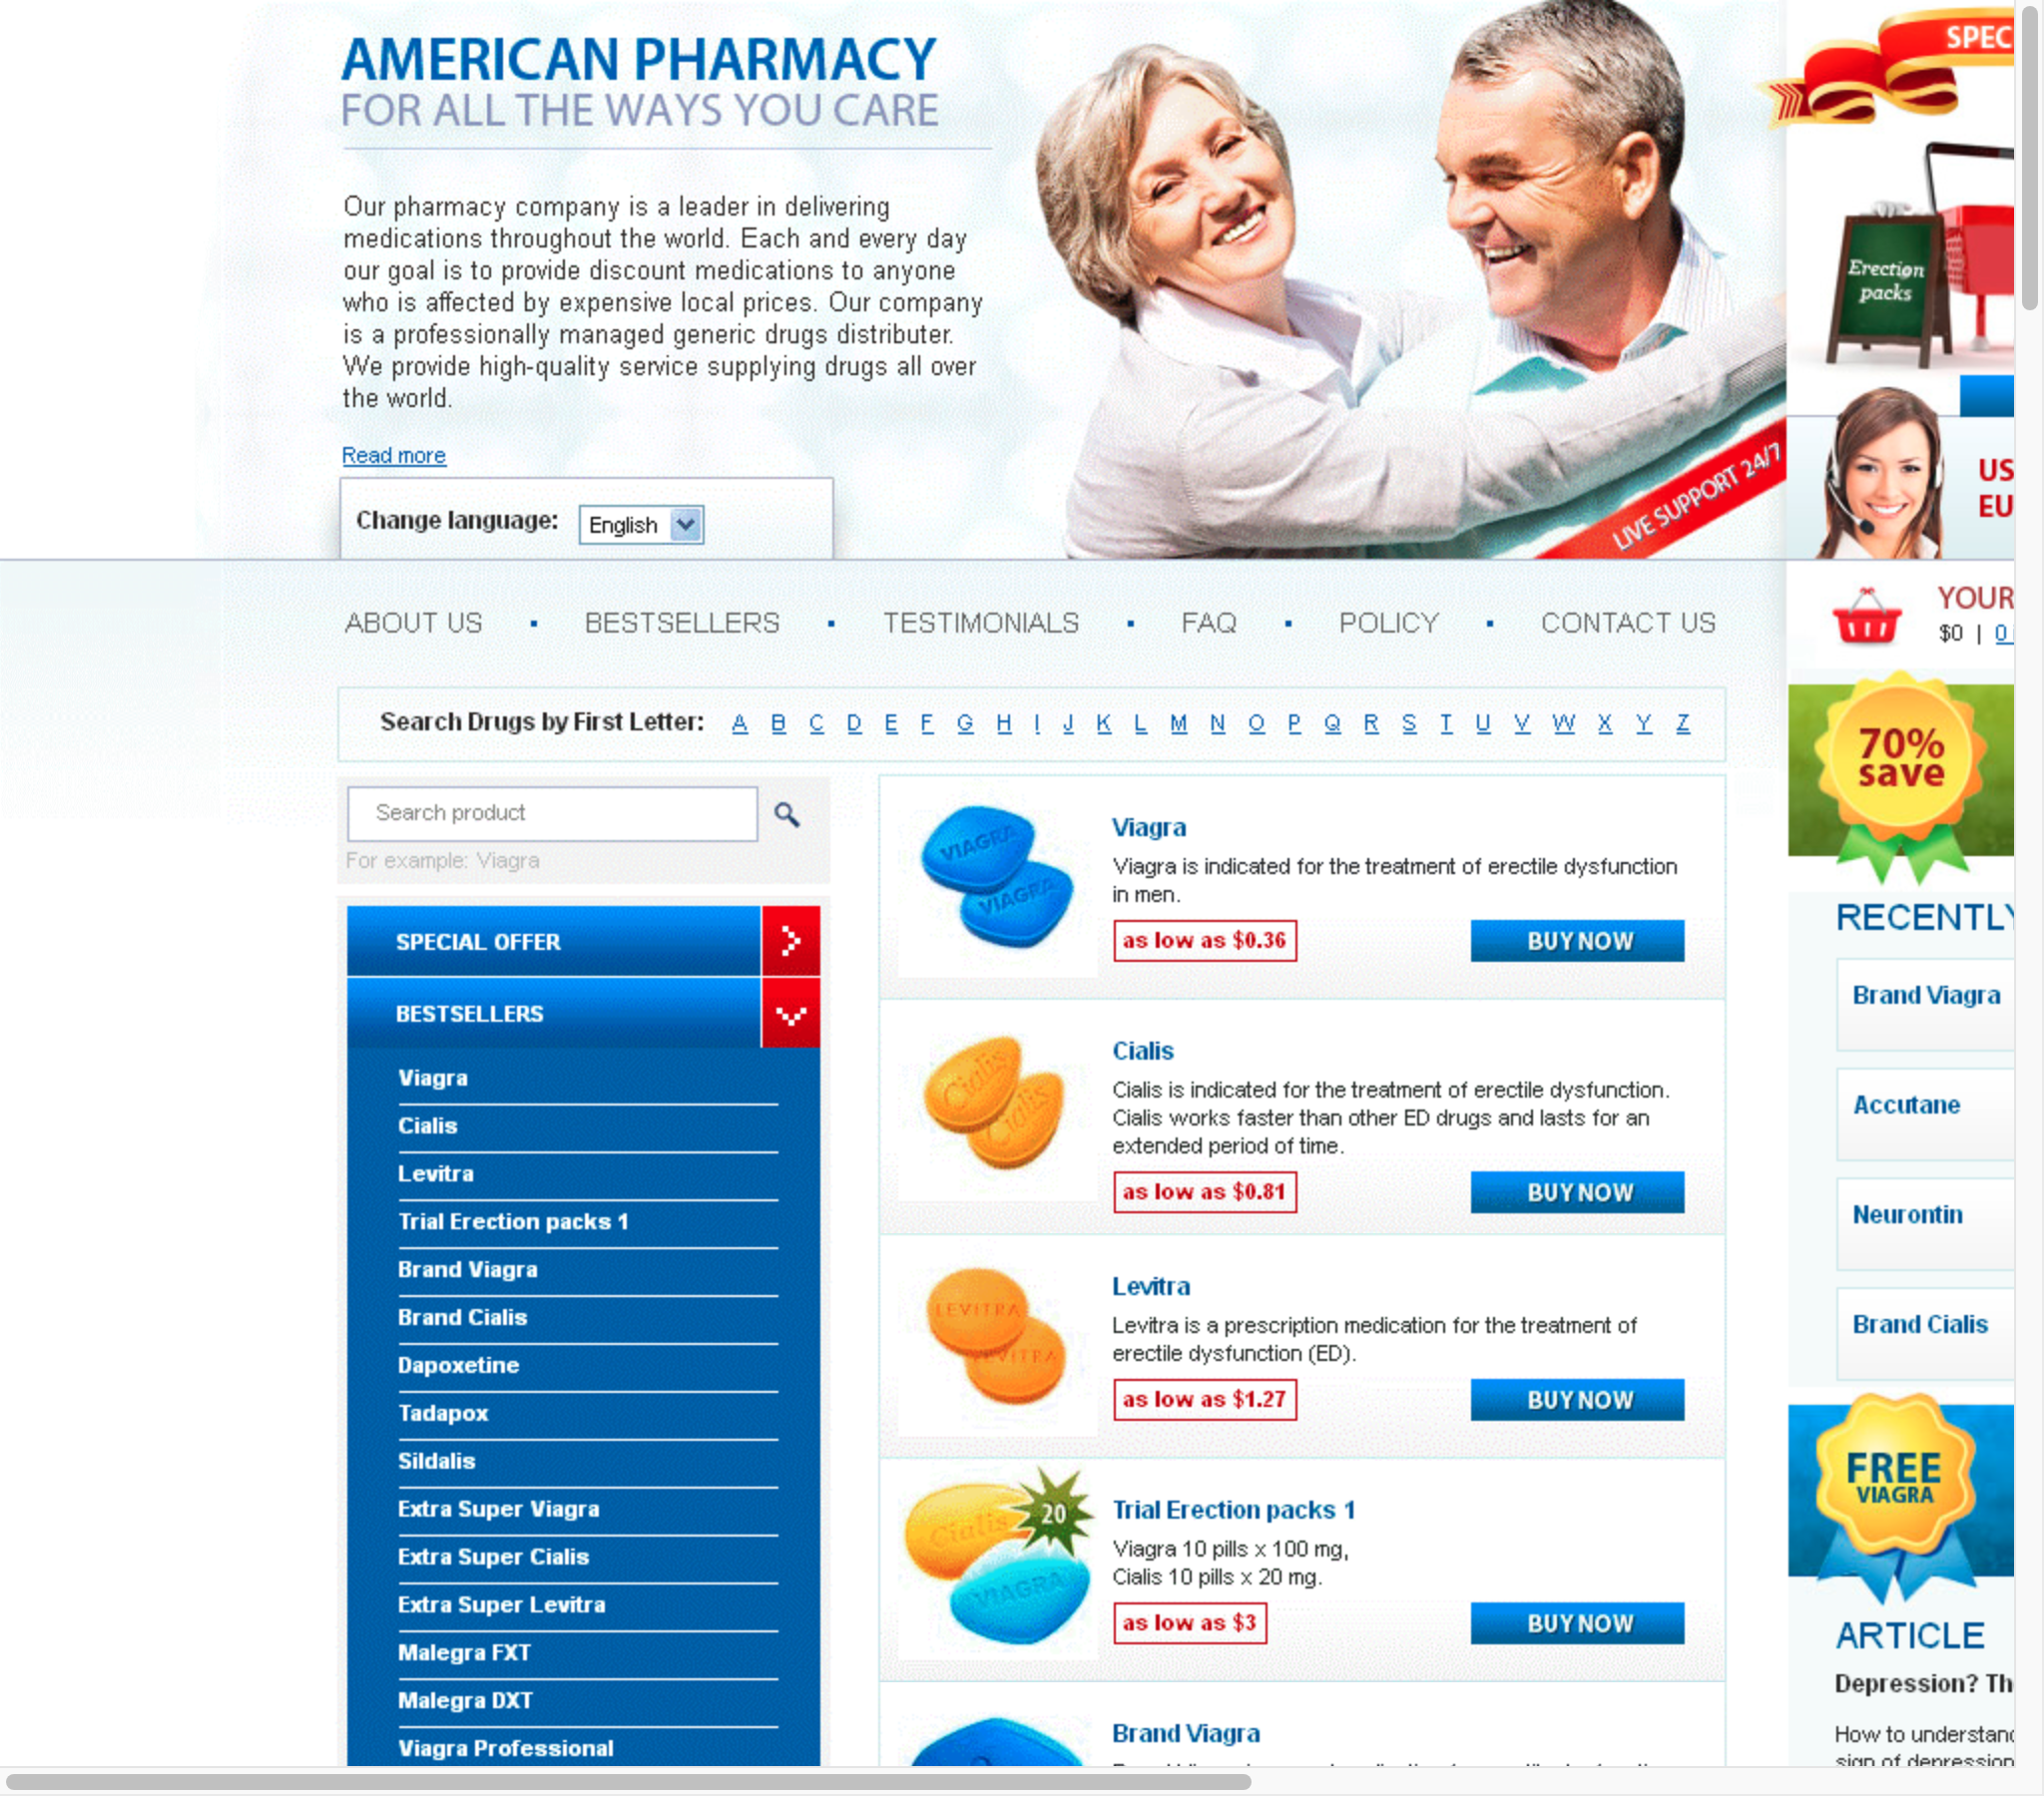 AMERICAN PHARMACY
FOR ALL THE WAYS YOU CARE
Our pharmacy company is a leader in delivering
medications throughout the world. Each and every day
our goal is to provide discount medications to anyone
who is affected by expensive local prices. Our company
is a professionally managed generic drugs distributer.
We provide high-quality service supplying drugs all over
the world.
Read more
Change language: English
LIVE SUPPORT 24/7
SPEC
Erection
packs
US
EU
ABOUT US
BESTSELLERS
TESTIMONIALS
FAQ
POLICY
CONTACT US
YOUR
$0 | 0
Search Drugs by First Letter: A B C D E F G H I J K L M N O P Q R S T U V W X Y Z
Search product
For example: Viagra
SPECIAL OFFER
BESTSELLERS
Viagra
Cialis
Levitra
Trial Erection packs 1
Brand Viagra
Brand Cialis
Dapoxetine
Tadapox
Sildalis
Extra Super Viagra
Extra Super Cialis
Extra Super Levitra
Malegra FXT
Malegra DXT
Viagra Professional
VIAGRA
VIAGRA
Viagra
Viagra is indicated for the treatment of erectile dysfunction
in men.
as low as $0.36
BUY NOW
Cialis
Cialis
Cialis
Cialis is indicated for the treatment of erectile dysfunction.
Cialis works faster than other ED drugs and lasts for an
extended period of time.
as low as $0.81
BUY NOW
LEVITRA
LEVITRA
Levitra
Levitra is a prescription medication for the treatment of
erectile dysfunction (ED).
as low as $1.27
BUY NOW
Cialis
20
VIAGRA
Trial Erection packs 1
Viagra 10 pills x 100 mg,
Cialis 10 pills x 20 mg.
as low as $3
BUY NOW
Brand Viagra
70%
save
RECENTLY
Brand Viagra
Accutane
Neurontin
Brand Cialis
FREE
VIAGRA
ARTICLE
Depression? Th
How to understand
sign of depression